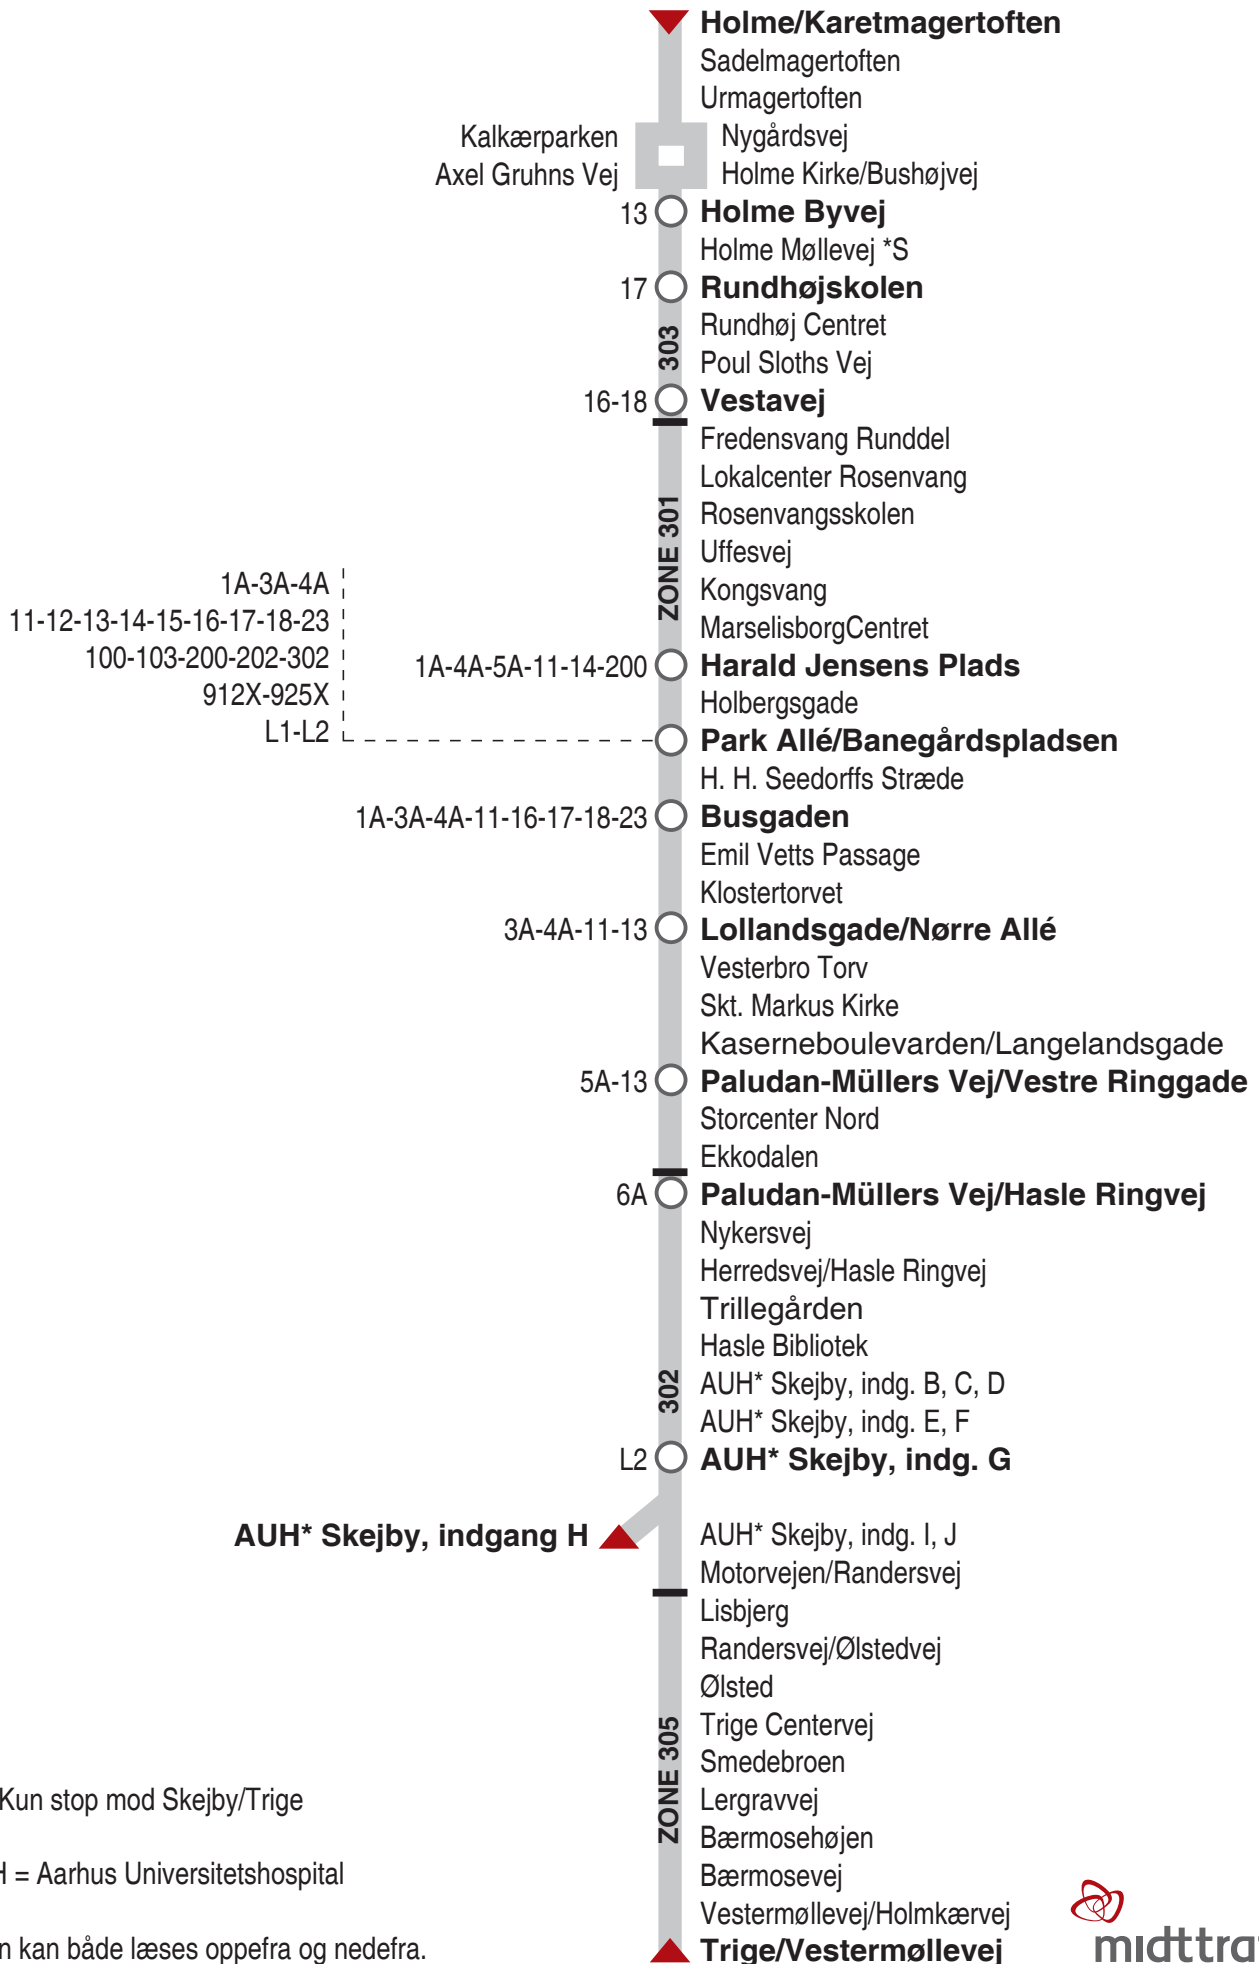 Holme/Karetmagertoften
Sadelmagertoften
Urmagertoften
Kalkærparken
Axel Gruhns Vej
Nygårdsvej
Holme Kirke/Bushøjvej
13 Holme Byvej
Holme Møllevej *S
17 Rundhøjskolen
303
Rundhøj Centret
Poul Sloths Vej
16-18 Vestavej
Fredensvang Runddel
Lokalcenter Rosenvang
ZONE 301
Rosenvangsskolen
Uffesvej
Kongsvang
MarselisborgCentret
1A-4A-5A-11-14-200 Harald Jensens Plads
Holbergsgade
1A-3A-4A
11-12-13-14-15-16-17-18-23
100-103-200-202-302
912X-925X
L1-L2
Park Allé/Banegårdspladsen
H. H. Seedorffs Stræde
1A-3A-4A-11-16-17-18-23 Busgaden
Emil Vetts Passage
Klostertorvet
3A-4A-11-13 Lollandsgade/Nørre Allé
Vesterbro Torv
Skt. Markus Kirke
Kaserneboulevarden/Langelandsgade
5A-13 Paludan-Müllers Vej/Vestre Ringgade
Storcenter Nord
Ekkodalen
6A Paludan-Müllers Vej/Hasle Ringvej
Nykersvej
Herredsvej/Hasle Ringvej
Trillegården
Hasle Bibliotek
302
AUH* Skejby, indg. B, C, D
AUH* Skejby, indg. E, F
L2 AUH* Skejby, indg. G
AUH* Skejby, indgang H
AUH* Skejby, indg. I, J
Motorvejen/Randersvej
Lisbjerg
Randersvej/Ølstedvej
Ølsted
ZONE 305
Trige Centervej
Smedebroen
Lergravvej
Bærmosehøjen
Bærmosevej
Vestermøllevej/Holmkærvej
Trige/Vestermøllevej
Kun stop mod Skejby/Trige
H = Aarhus Universitetshospital
n kan både læses oppefra og nedefra.
midttra